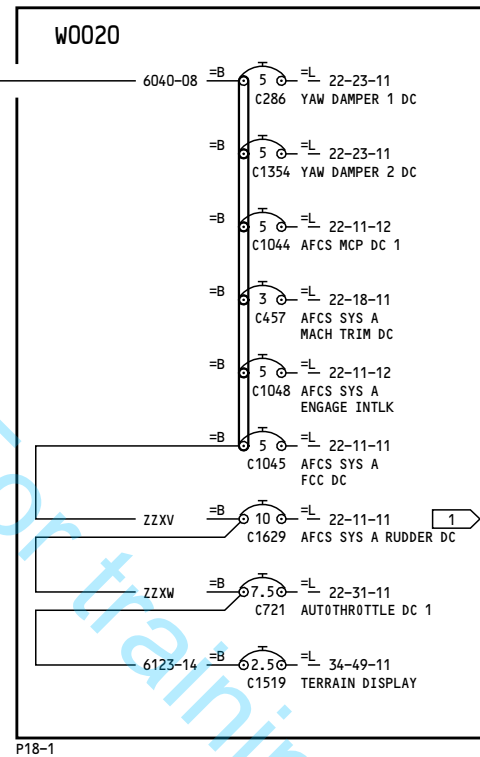 W0020
6040-08 =B 5 =L 22-23-11
C286 YAW DAMPER 1 DC
=B 5 =L 22-23-11
C1354 YAW DAMPER 2 DC
=B 5 =L 22-11-12
C1044 AFCS MCP DC 1
=B 3 =L 22-18-11
C457 AFCS SYS A
MACH TRIM DC
=B 5 =L 22-11-12
C1048 AFCS SYS A
ENGAGE INTLK
=B 5 =L 22-11-11
C1045 AFCS SYS A
FCC DC
ZZXV =B 10 =L 22-11-11 1
C1629 AFCS SYS A RUDDER DC
ZZXW =B 7.5 =L 22-31-11
C721 AUTOTHROTTLE DC 1
6123-14 =B 2.5 =L 34-49-11
C1519 TERRAIN DISPLAY
P18-1
For training